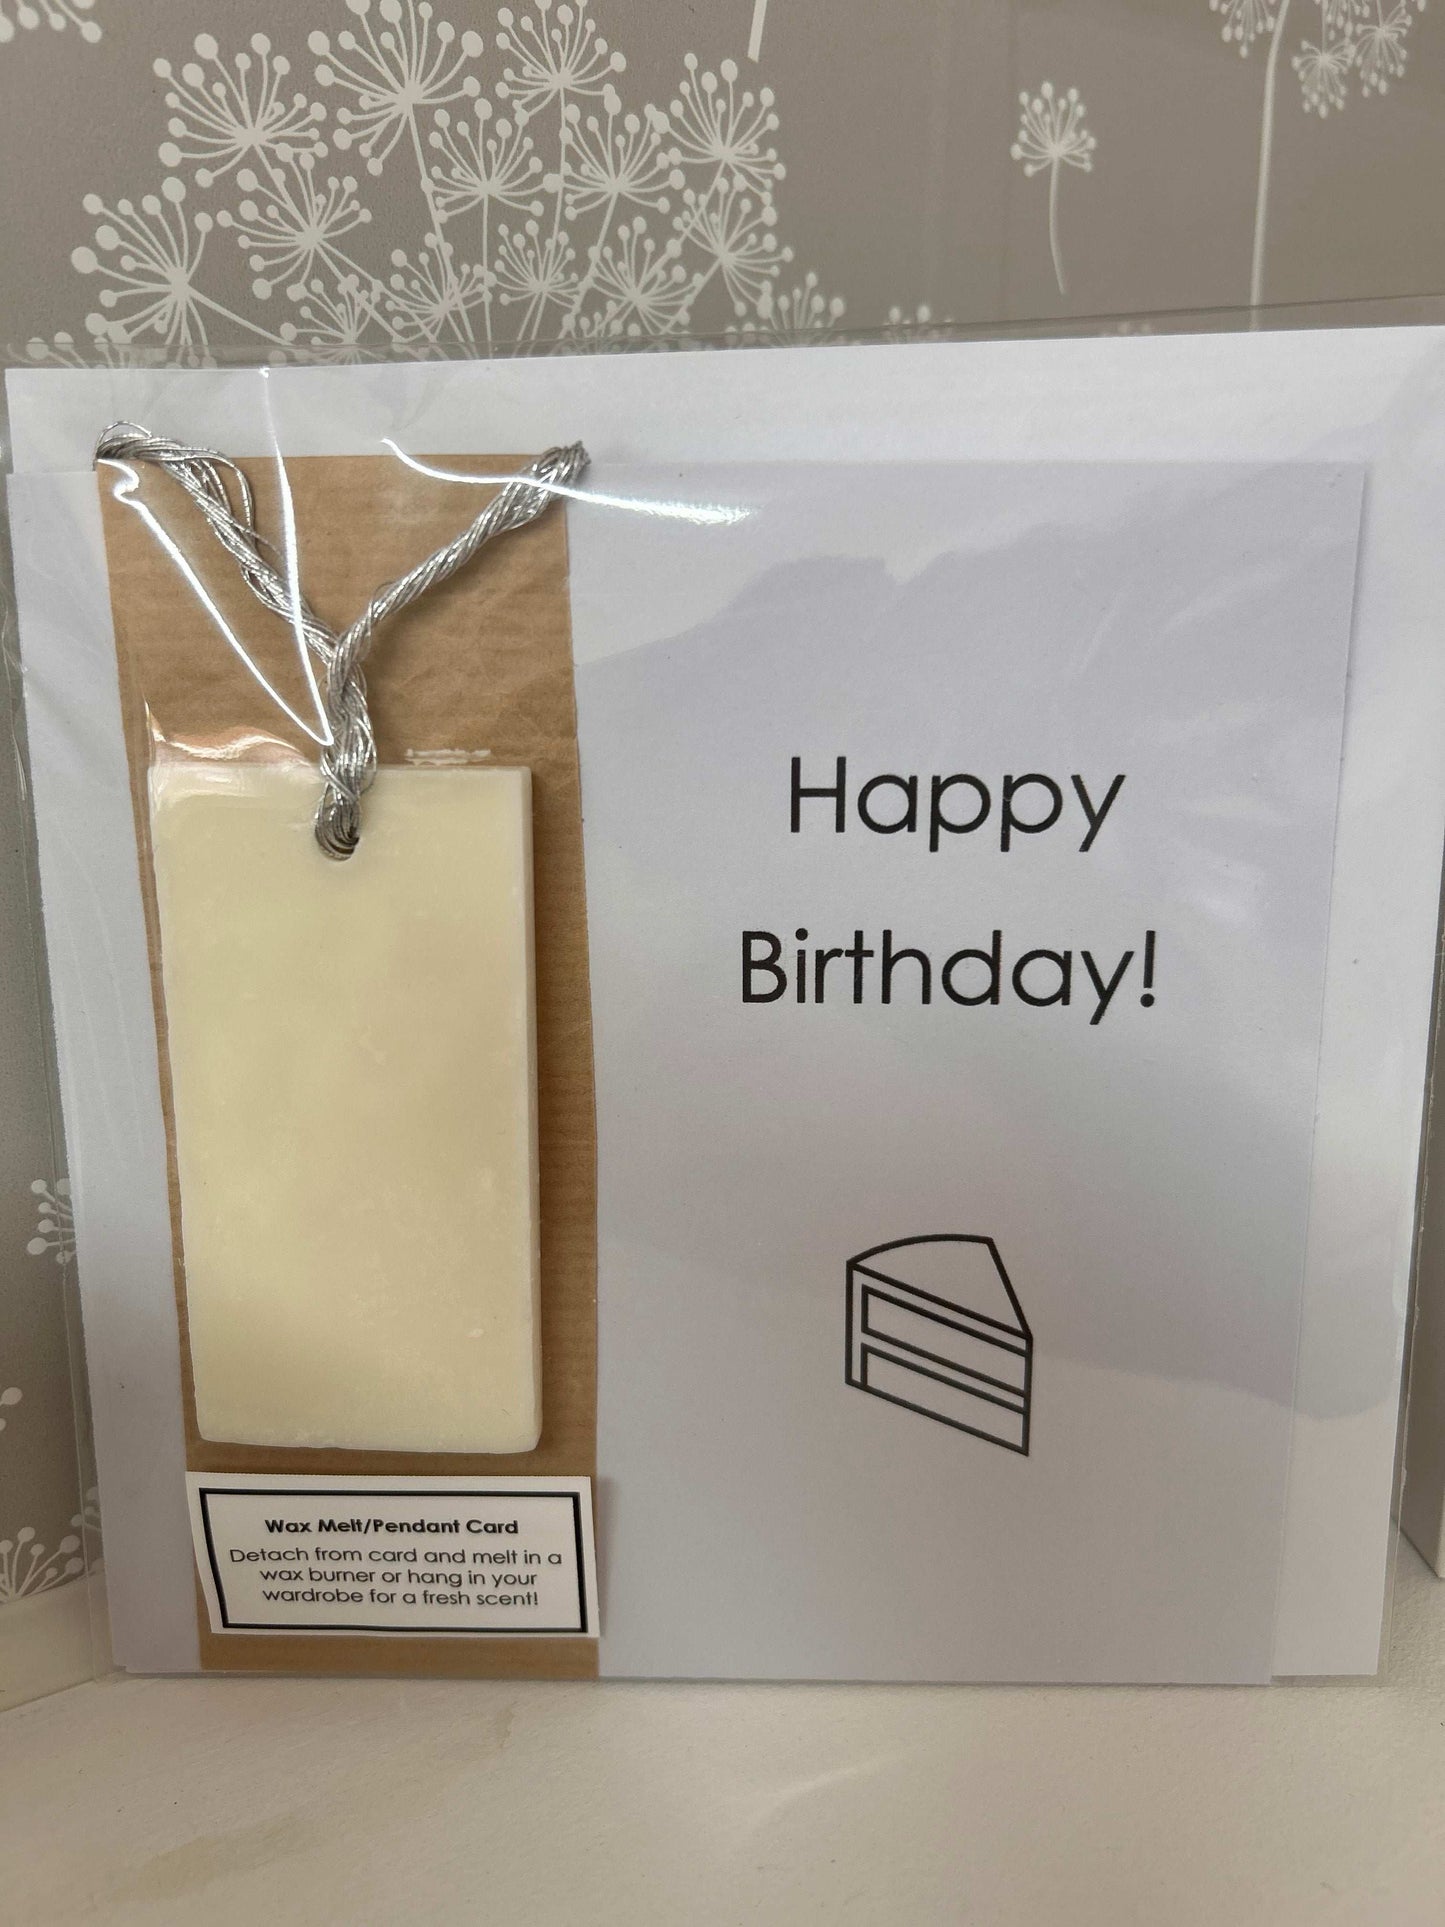 Happy
Birthday!
Wax Melt/Pendant Card
Detach from card and melt in a
wax burner or hang in your
wardrobe for a fresh scent!